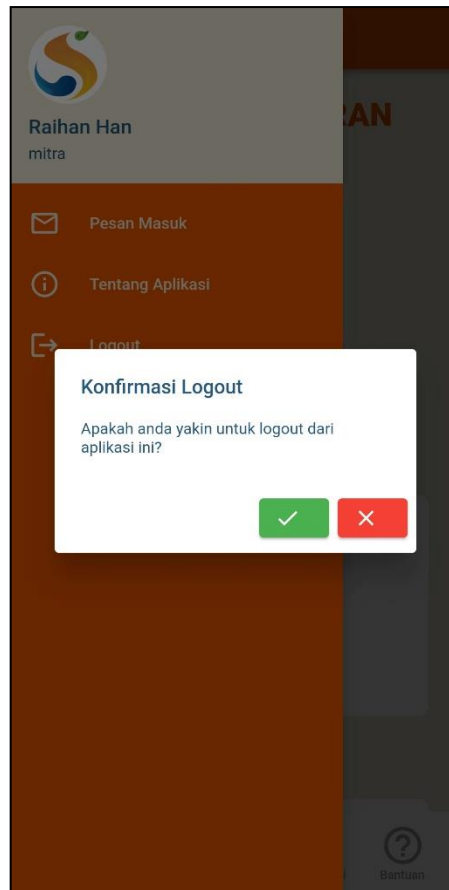 Raihan Han
mitra
Pesan Masuk
Tentang Aplikasi
Logout
Konfirmasi Logout
Apakah anda yakin untuk logout dari
aplikasi ini?
Bantuan